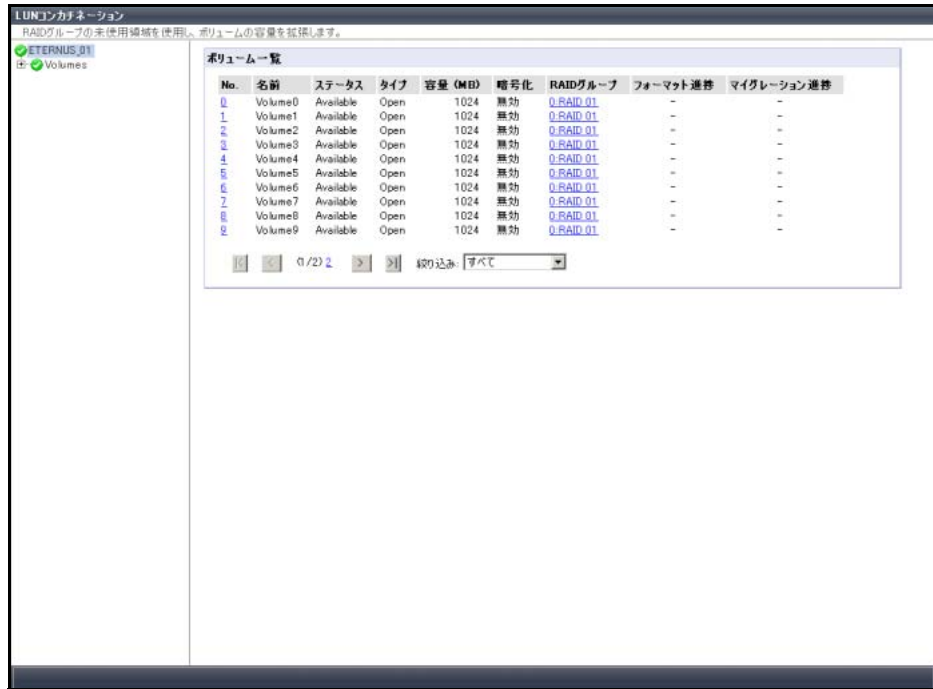 LUNコンカチネーション
RAIDグループの未使用領域を使用し、ボリュームの容量を拡張します。
ETERNUS_01
Volumes
ボリューム一覧
No. 名前 ステータス タイプ 容量 (MB) 暗号化 RAIDグループ フォーマット進捗 マイグレーション進捗
0 Volume0 Available Open 1024 無効 0:RAID 01 - -
1 Volume1 Available Open 1024 無効 0:RAID 01 - -
2 Volume2 Available Open 1024 無効 0:RAID 01 - -
3 Volume3 Available Open 1024 無効 0:RAID 01 - -
4 Volume4 Available Open 1024 無効 0:RAID 01 - -
5 Volume5 Available Open 1024 無効 0:RAID 01 - -
6 Volume6 Available Open 1024 無効 0:RAID 01 - -
7 Volume7 Available Open 1024 無効 0:RAID 01 - -
8 Volume8 Available Open 1024 無効 0:RAID 01 - -
9 Volume9 Available Open 1024 無効 0:RAID 01 - -
(1/2) 2 絞り込み: すべて